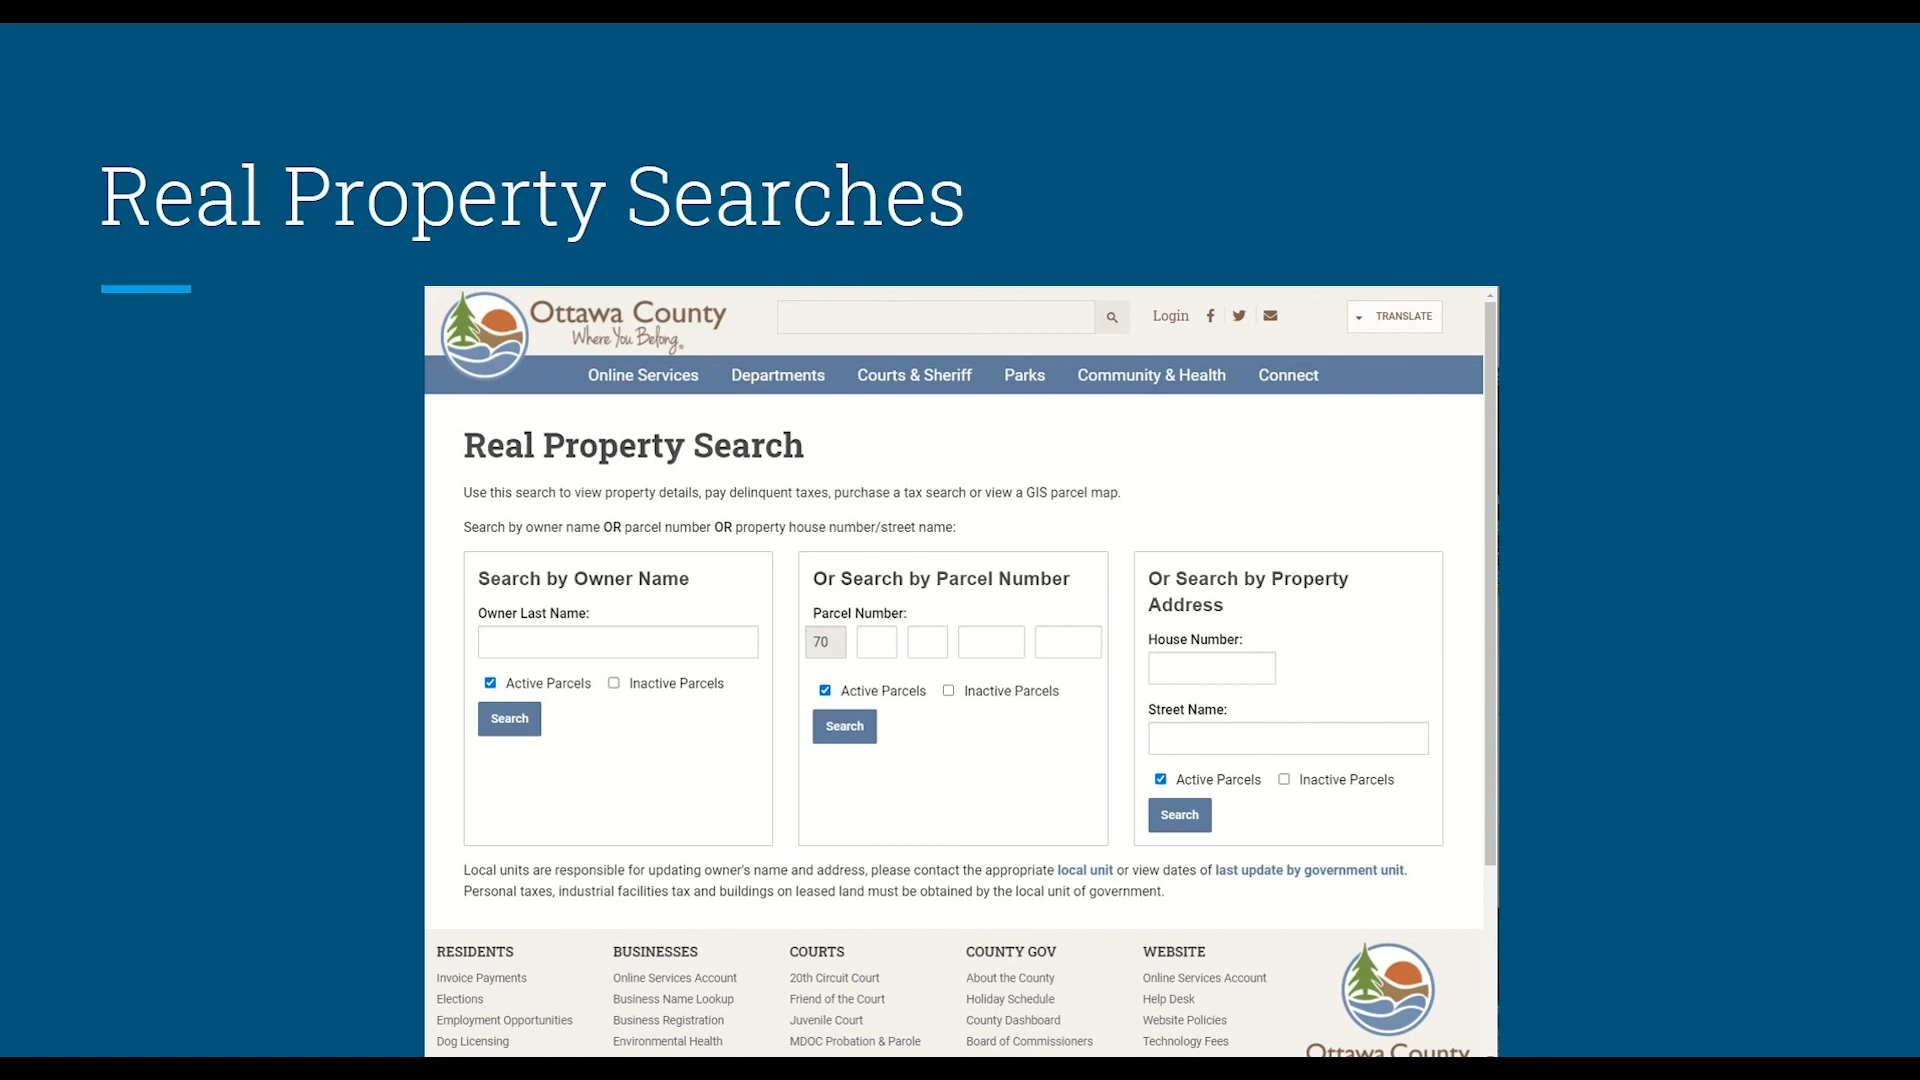 Real Property Searches
Ottawa County
Where You Belong®
Login
TRANSLATE
Online Services Departments Courts & Sheriff Parks Community & Health Connect
Real Property Search
Use this search to view property details, pay delinquent taxes, purchase a tax search or view a GIS parcel map.
Search by owner name OR parcel number OR property house number/street name:
Search by Owner Name
Owner Last Name:
Active Parcels Inactive Parcels
Search
Or Search by Parcel Number
Parcel Number:
70
Active Parcels Inactive Parcels
Search
Or Search by Property
Address
House Number:
Street Name:
Active Parcels Inactive Parcels
Search
Local units are responsible for updating owner's name and address, please contact the appropriate local unit or view dates of last update by government unit.
Personal taxes, industrial facilities tax and buildings on leased land must be obtained by the local unit of government.
RESIDENTS
Invoice Payments
Elections
Employment Opportunities
Dog Licensing
BUSINESSES
Online Services Account
Business Name Lookup
Business Registration
Environmental Health
COURTS
20th Circuit Court
Friend of the Court
Juvenile Court
MDOC Probation & Parole
COUNTY GOV
About the County
Holiday Schedule
County Dashboard
Board of Commissioners
WEBSITE
Online Services Account
Help Desk
Website Policies
Technology Fees
Ottawa County